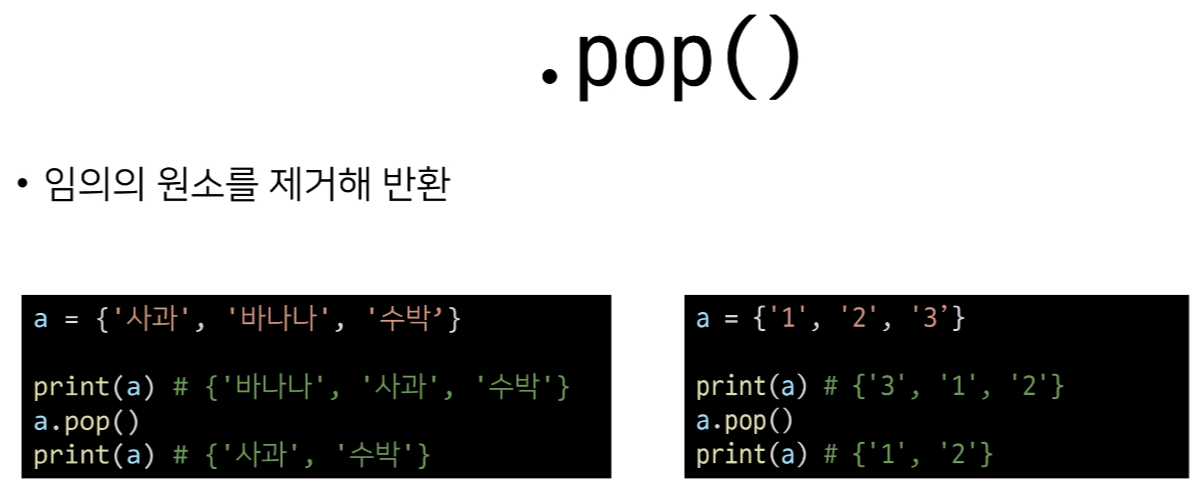 .pop()
• 임의의 원소를 제거해 반환
a = {'사과', '바나나', '수박’}
print(a) # {'바나나', '사과', '수박'}
a.pop()
print(a) # {'사과', '수박'}
a = {'1', '2', '3’}
print(a) # {'3', '1', '2'}
a.pop()
print(a) # {'1', '2'}